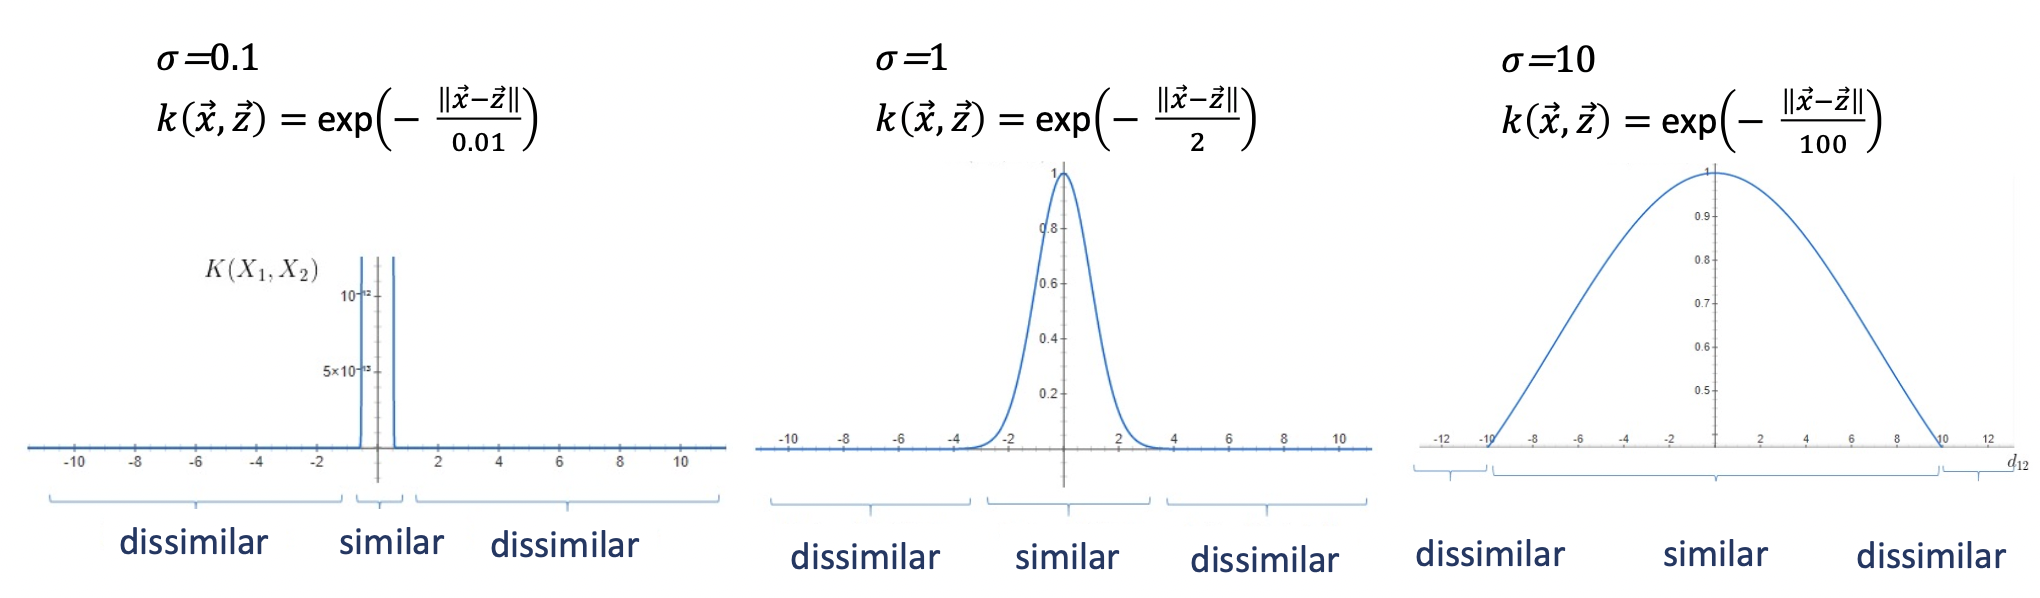 σ=0.1
k(x⃗, z⃗) = exp(− ‖x⃗−z⃗‖/0.01)
K(X₁, X₂)
10⁻¹²
5×10⁻¹³
-10 -8 -6 -4 -2 2 4 6 8 10
dissimilar similar dissimilar
σ=1
k(x⃗, z⃗) = exp(− ‖x⃗−z⃗‖/2)
1
0.8
0.6
0.4
0.2
-10 -8 -6 -4 -2 2 4 6 8 10
dissimilar similar dissimilar
σ=10
k(x⃗, z⃗) = exp(− ‖x⃗−z⃗‖/100)
1
0.9
0.8
0.7
0.6
0.5
-12 -10 -8 -6 -4 -2 2 4 6 8 10 12
d₁₂
dissimilar similar dissimilar